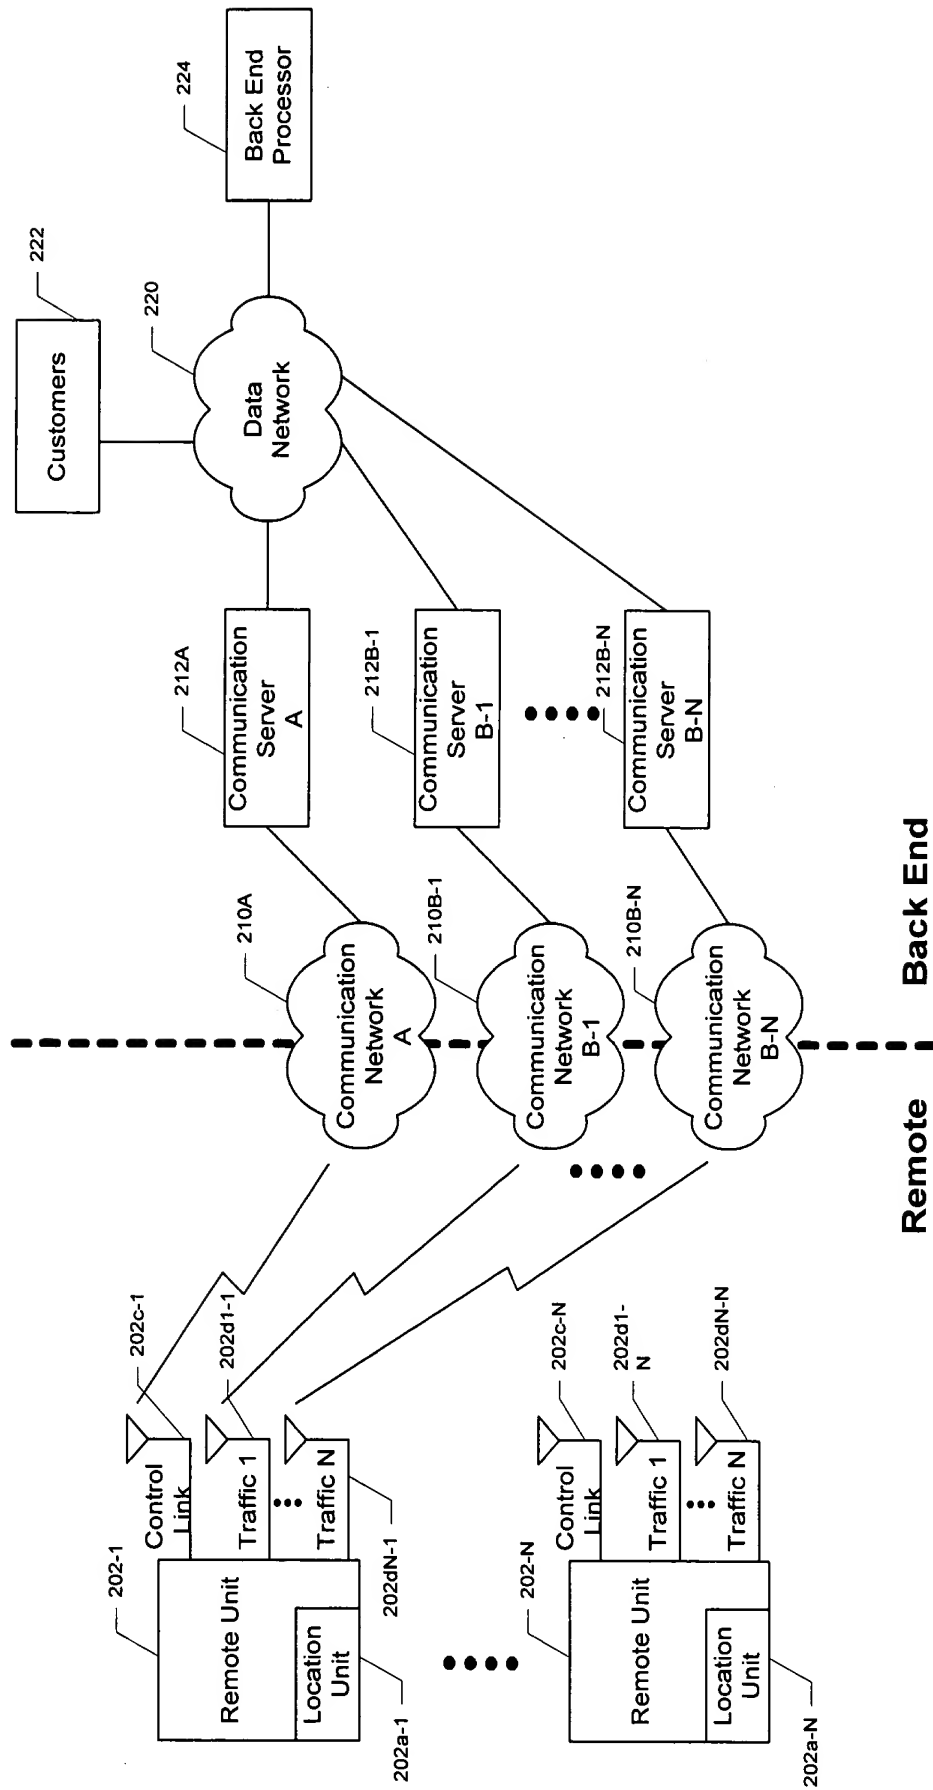 202-1
Remote Unit
Location
Unit
202a-1
Control
Link
202c-1
Traffic 1
202d1-1
Traffic N
202dN-1
202-N
Remote Unit
Location
Unit
202a-N
Control
Link
202c-N
Traffic 1
202d1-
N
Traffic N
202dN-N
Remote
Back End
210A
Communication
Network
A
210B-1
Communication
Network
B-1
210B-N
Communication
Network
B-N
212A
Communication
Server
A
212B-1
Communication
Server
B-1
212B-N
Communication
Server
B-N
220
Data
Network
222
Customers
224
Back End
Processor